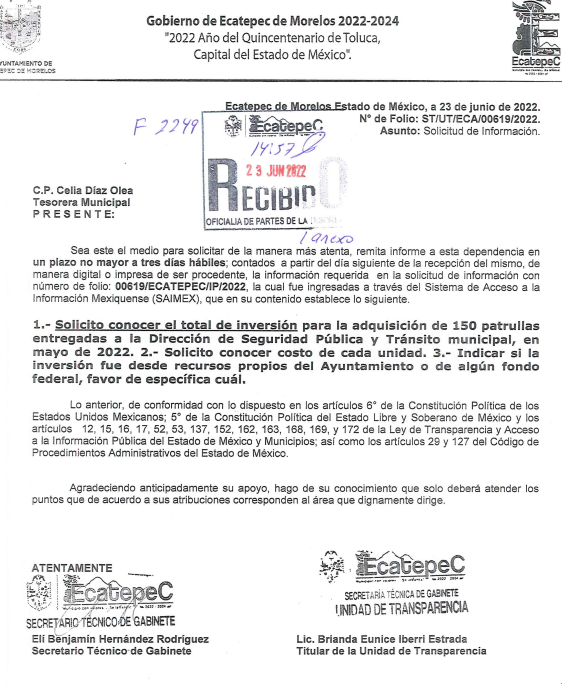 Gobierno de Ecatepec de Morelos 2022-2024
"2022 Año del Quincentenario de Toluca,
Capital del Estado de México".
AYUNTAMIENTO DE
ECATEPEC DE MORELOS
EcatepeC
Ecatepec de Morelos Estado de México, a 23 de junio de 2022.
N° de Folio: ST/UT/ECA/00619/2022.
Asunto: Solicitud de Información.
F 2249
EcatepeC
14:57
23 JUN 2022
RECIBIDO
OFICIALIA DE PARTES DE LA
1 anexo
C.P. Celia Díaz Olea
Tesorera Municipal
P R E S E N T E:
Sea este el medio para solicitar de la manera más atenta, remita informe a esta dependencia en
un plazo no mayor a tres días hábiles; contados a partir del día siguiente de la recepción del mismo, de
manera digital o impresa de ser procedente, la información requerida en la solicitud de información con
número de folio: 00619/ECATEPEC/IP/2022, la cual fue ingresadas a través del Sistema de Acceso a la
Información Mexiquense (SAIMEX), que en su contenido establece lo siguiente.
1.- Solicito conocer el total de inversión para la adquisición de 150 patrullas
entregadas a la Dirección de Seguridad Pública y Tránsito municipal, en
mayo de 2022. 2.- Solicito conocer costo de cada unidad. 3.- Indicar si la
inversión fue desde recursos propios del Ayuntamiento o de algún fondo
federal, favor de específica cuál.
Lo anterior, de conformidad con lo dispuesto en los artículos 6° de la Constitución Política de los
Estados Unidos Mexicanos; 5° de la Constitución Política del Estado Libre y Soberano de México y los
artículos 12, 15, 16, 17, 52, 53, 137, 152, 162, 163, 168, 169, y 172 de la Ley de Transparencia y Acceso
a la Información Pública del Estado de México y Municipios; así como los artículos 29 y 127 del Código de
Procedimientos Administrativos del Estado de México.
Agradeciendo anticipadamente su apoyo, hago de su conocimiento que solo deberá atender los
puntos que de acuerdo a sus atribuciones corresponden al área que dignamente dirige.
ATENTAMENTE
EcatepeC
SECRETARIO TÉCNICO DE GABINETE
Elí Benjamín Hernández Rodríguez
Secretario Técnico de Gabinete
EcatepeC
SECRETARÍA TÉCNICA DE GABINETE
UNIDAD DE TRANSPARENCIA
Lic. Brianda Eunice Iberri Estrada
Titular de la Unidad de Transparencia